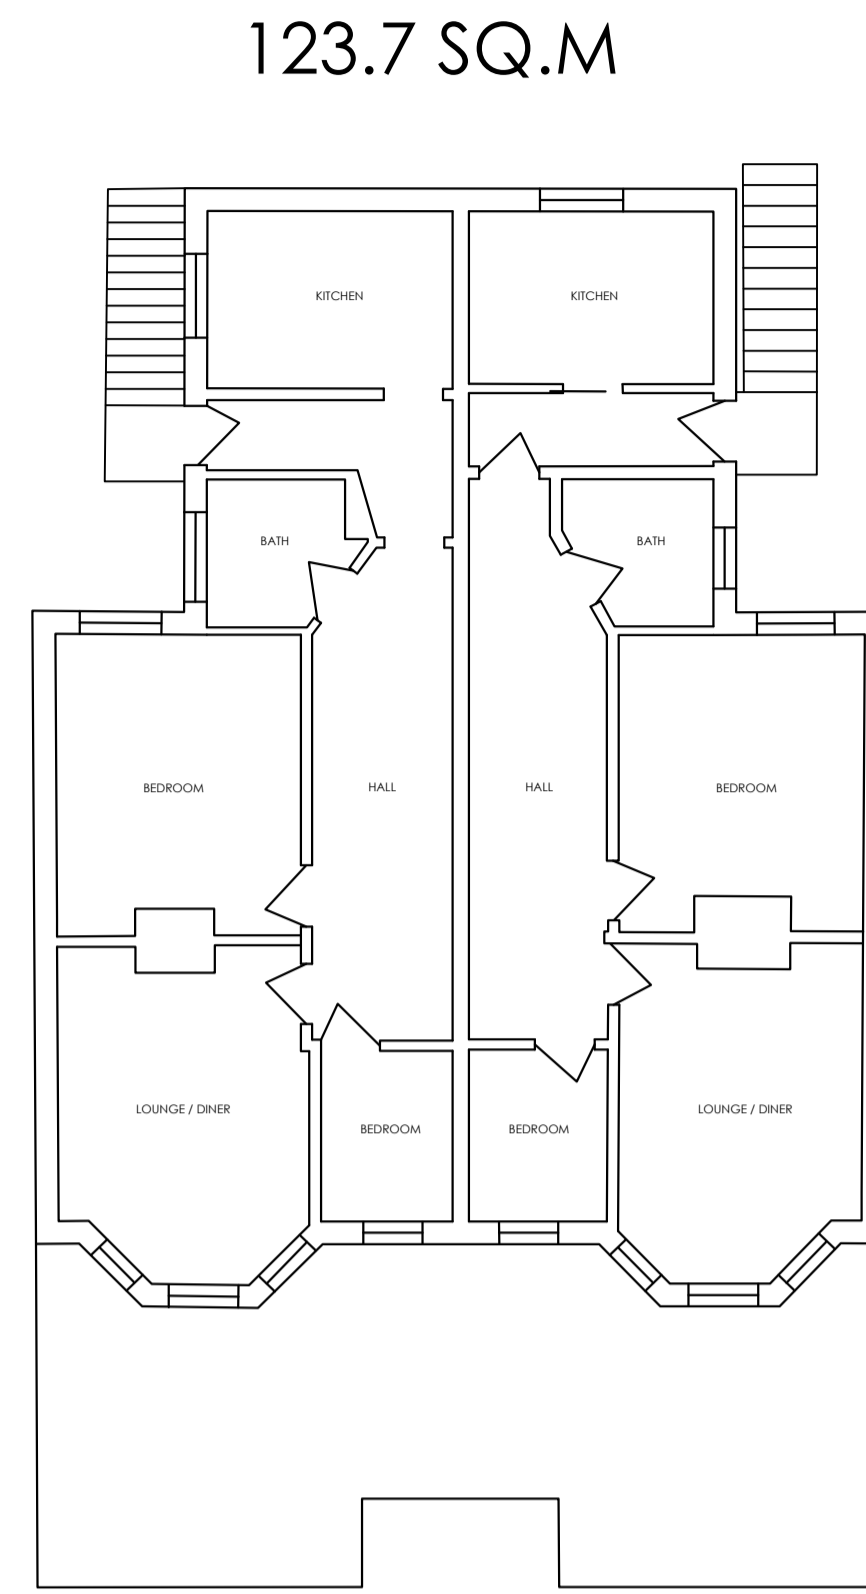 123.7 SQ.M
KITCHEN
KITCHEN
BATH
BATH
BEDROOM
HALL
HALL
BEDROOM
LOUNGE / DINER
BEDROOM
BEDROOM
LOUNGE / DINER